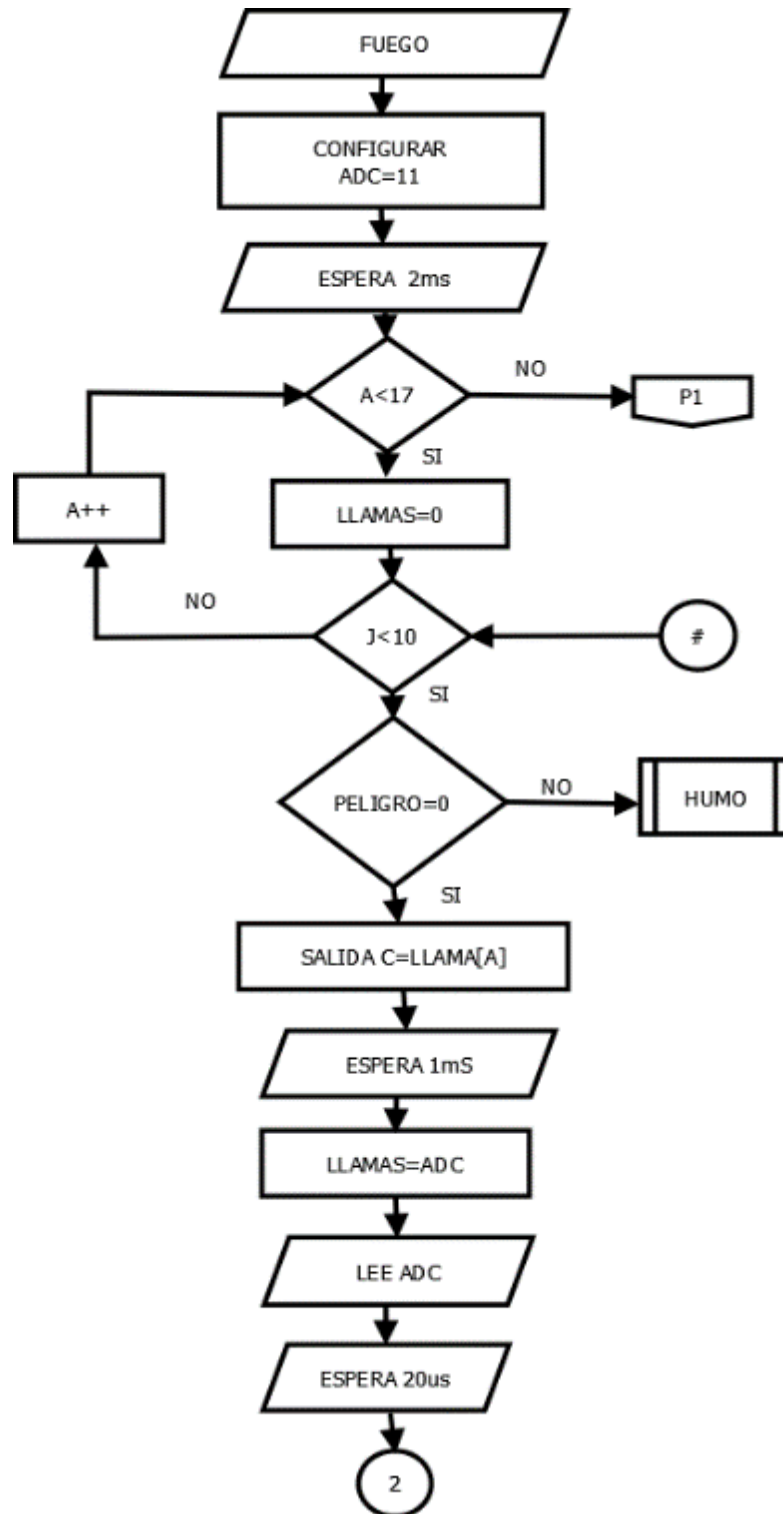 FUEGO
CONFIGURAR
ADC=11
ESPERA 2ms
A<17
NO
P1
SI
A++
LLAMAS=0
NO
J<10
#
SI
PELIGRO=0
NO
HUMO
SI
SALIDA C=LLAMA[A]
ESPERA 1mS
LLAMAS=ADC
LEE ADC
ESPERA 20us
2